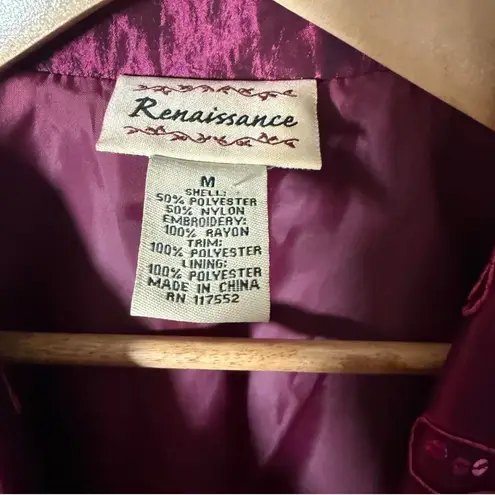 Renaissance
M
SHELL:
50% POLYESTER
50% NYLON
EMBROIDERY:
100% RAYON
TRIM:
100% POLYESTER
LINING:
100% POLYESTER
MADE IN CHINA
RN 117552